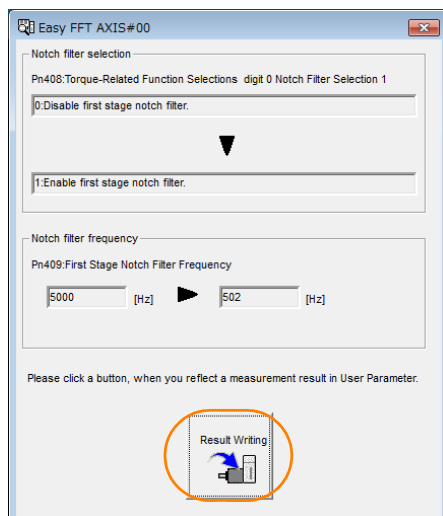 Easy FFT AXIS#00
Notch filter selection
Pn408:Torque-Related Function Selections digit 0 Notch Filter Selection 1
0:Disable first stage notch filter.
1:Enable first stage notch filter.
Notch filter frequency
Pn409:First Stage Notch Filter Frequency
5000 [Hz] 502 [Hz]
Please click a button, when you reflect a measurement result in User Parameter.
Result Writing